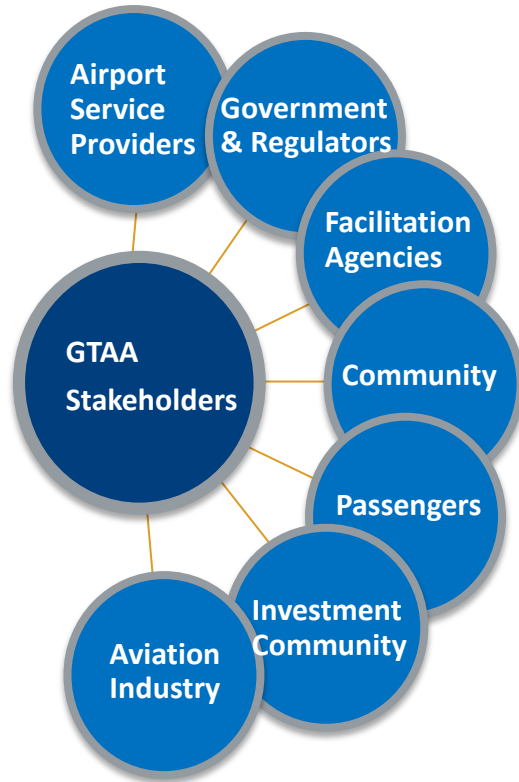 Airport
Service
Providers
Government
& Regulators
Facilitation
Agencies
GTAA
Stakeholders
Community
Passengers
Investment
Community
Aviation
Industry